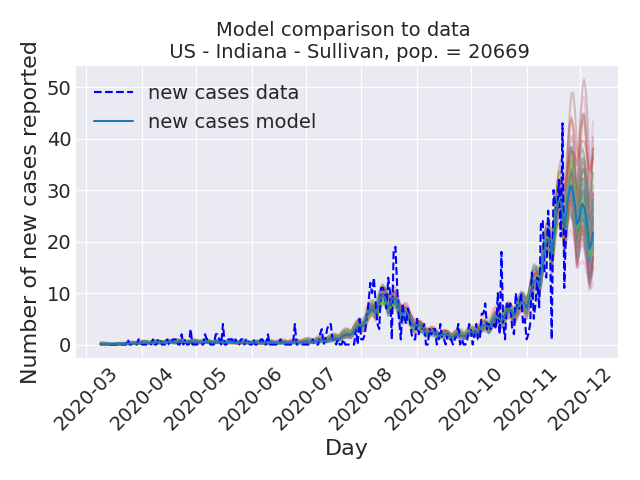 Model comparison to data
US - Indiana - Sullivan, pop. = 20669
Number of new cases reported
50
40
30
20
10
0
new cases data
new cases model
2020-03
2020-04
2020-05
2020-06
2020-07
2020-08
2020-09
2020-10
2020-11
2020-12
Day